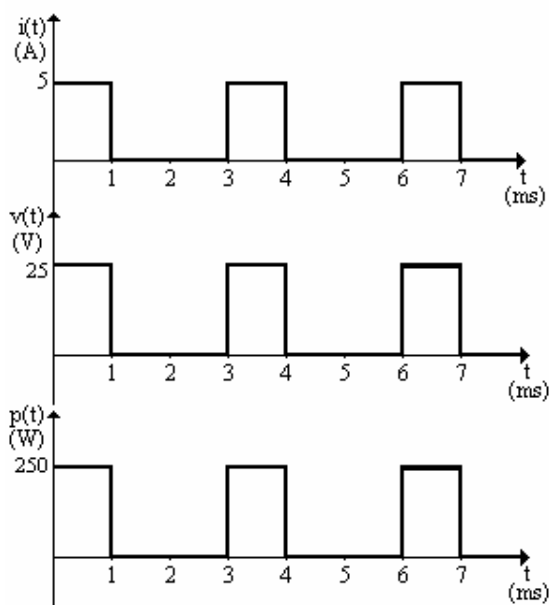 i(t)
(A)
5
1 2 3 4 5 6 7 t
(ms)
v(t)
(V)
25
1 2 3 4 5 6 7 t
(ms)
p(t)
(W)
250
1 2 3 4 5 6 7 t
(ms)